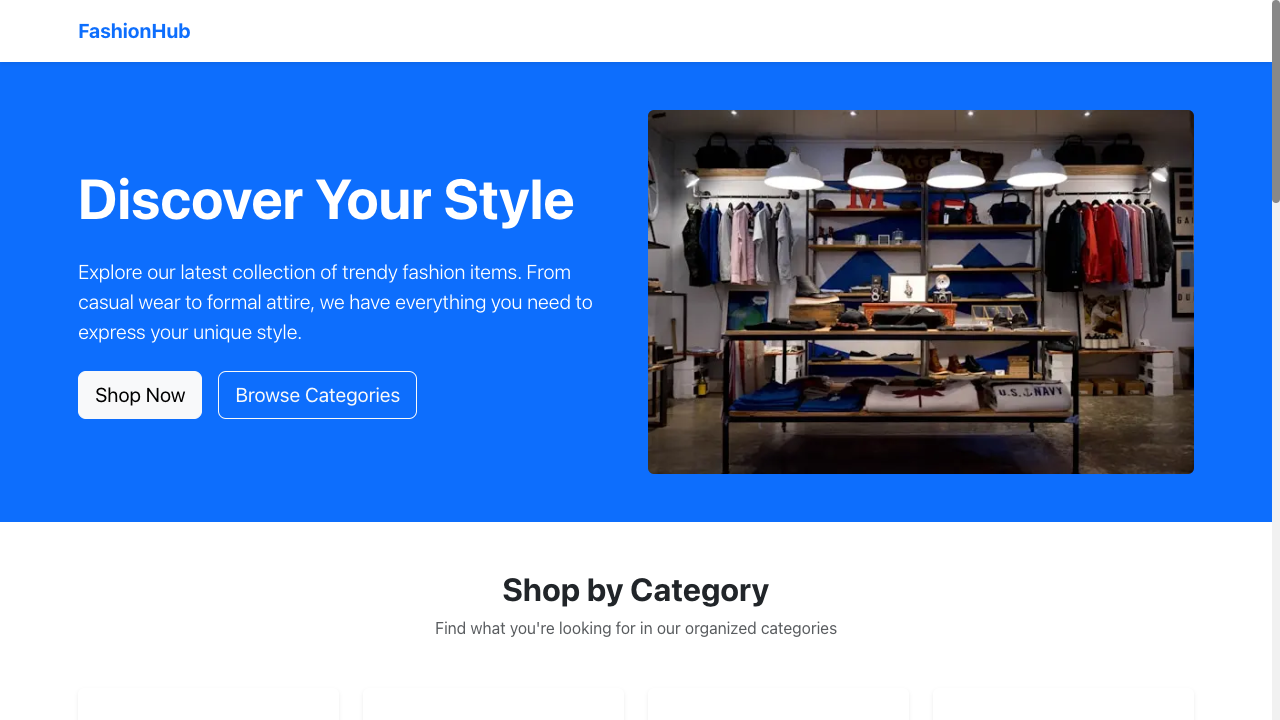 FashionHub
Discover Your Style
Explore our latest collection of trendy fashion items. From
casual wear to formal attire, we have everything you need to
express your unique style.
Shop Now
Browse Categories
M
U.S. NAVY
Shop by Category
Find what you're looking for in our organized categories